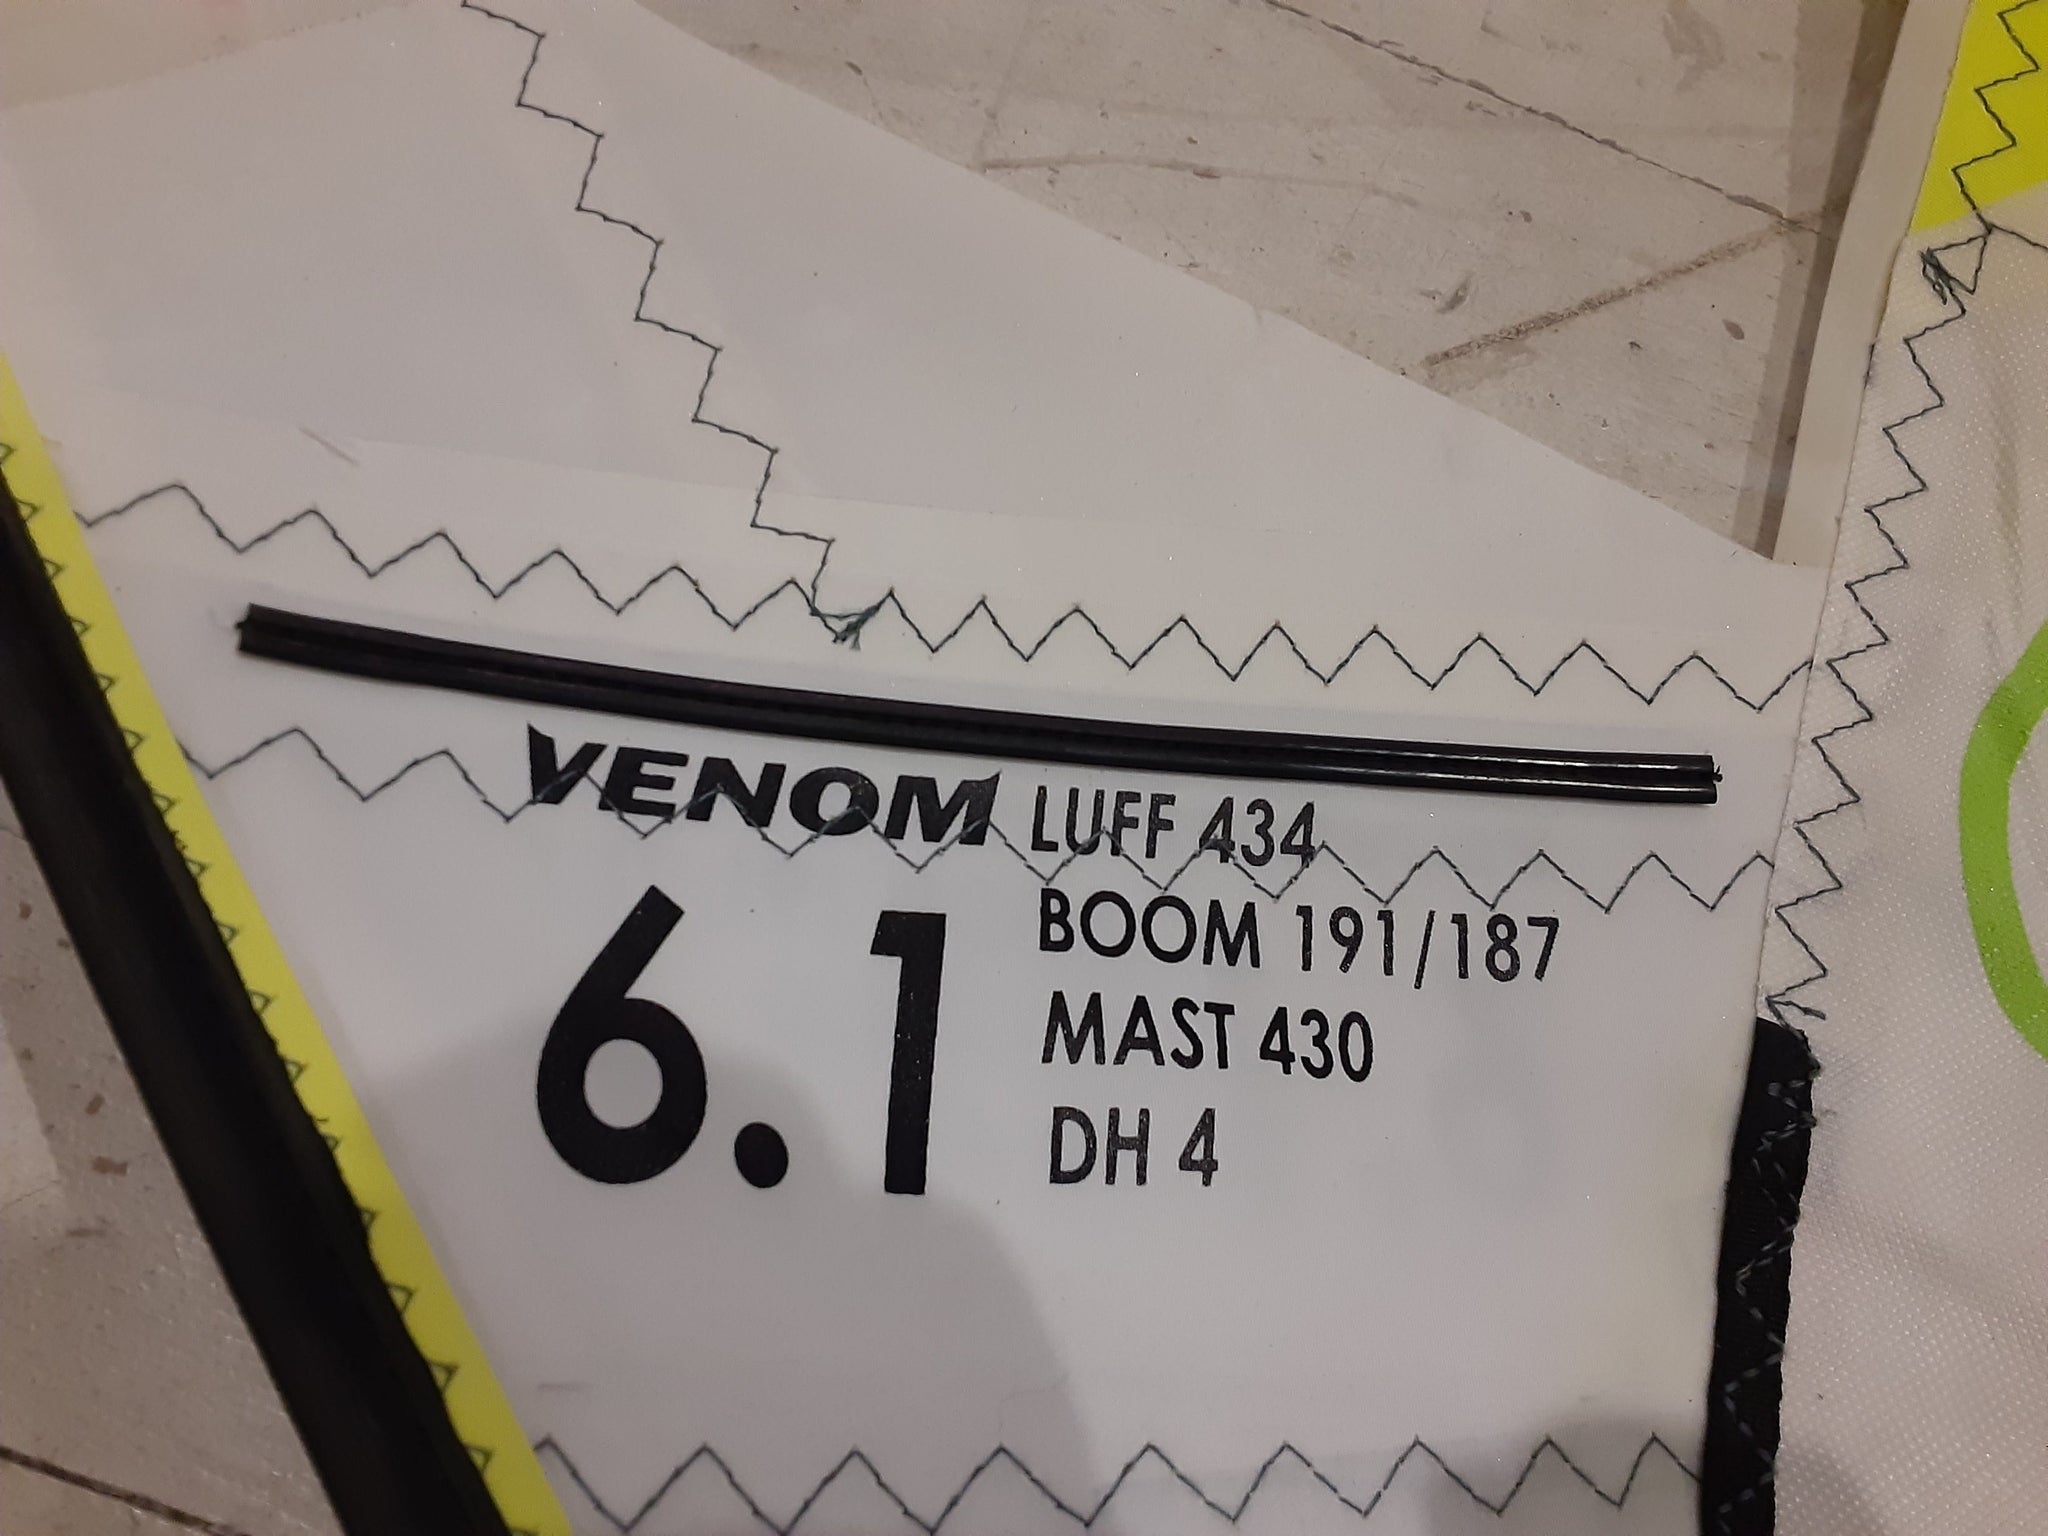 VENOM LUFF 434
6.1 BOOM 191/187
MAST 430
DH 4